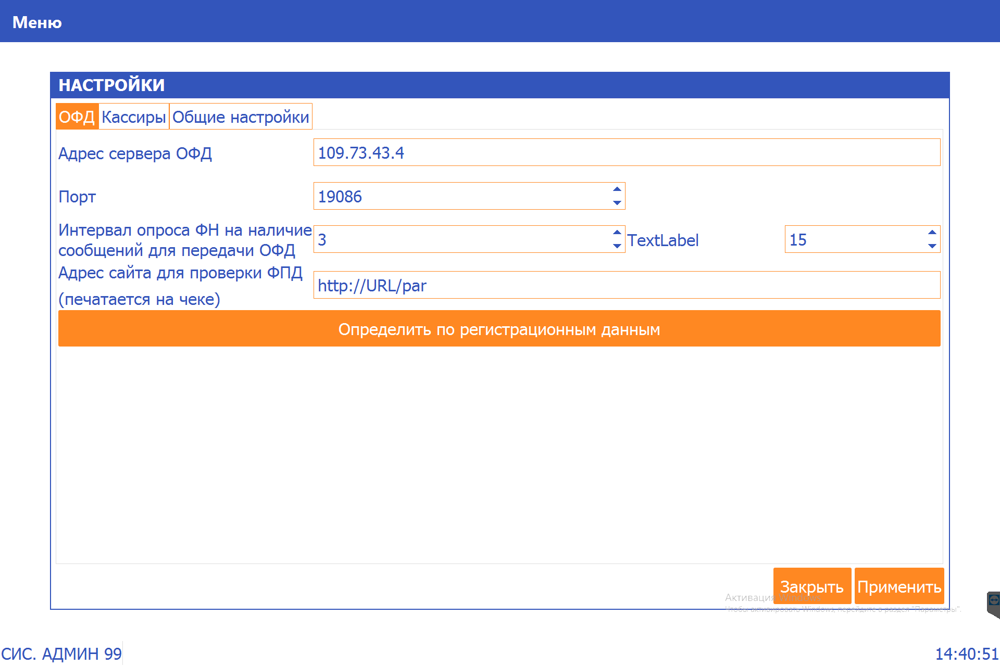 Меню
НАСТРОЙКИ
ОФД Кассиры Общие настройки
Адрес сервера ОФД 109.73.43.4
Порт 19086
Интервал опроса ФН на наличие
сообщений для передачи ОФД 3 TextLabel 15
Адрес сайта для проверки ФПД
(печатается на чеке) http://URL/par
Определить по регистрационным данным
Закрыть Применить
Активация Windows
Чтобы активировать Windows, перейдите в раздел "Параметры".
СИС. АДМИН 99 14:40:51